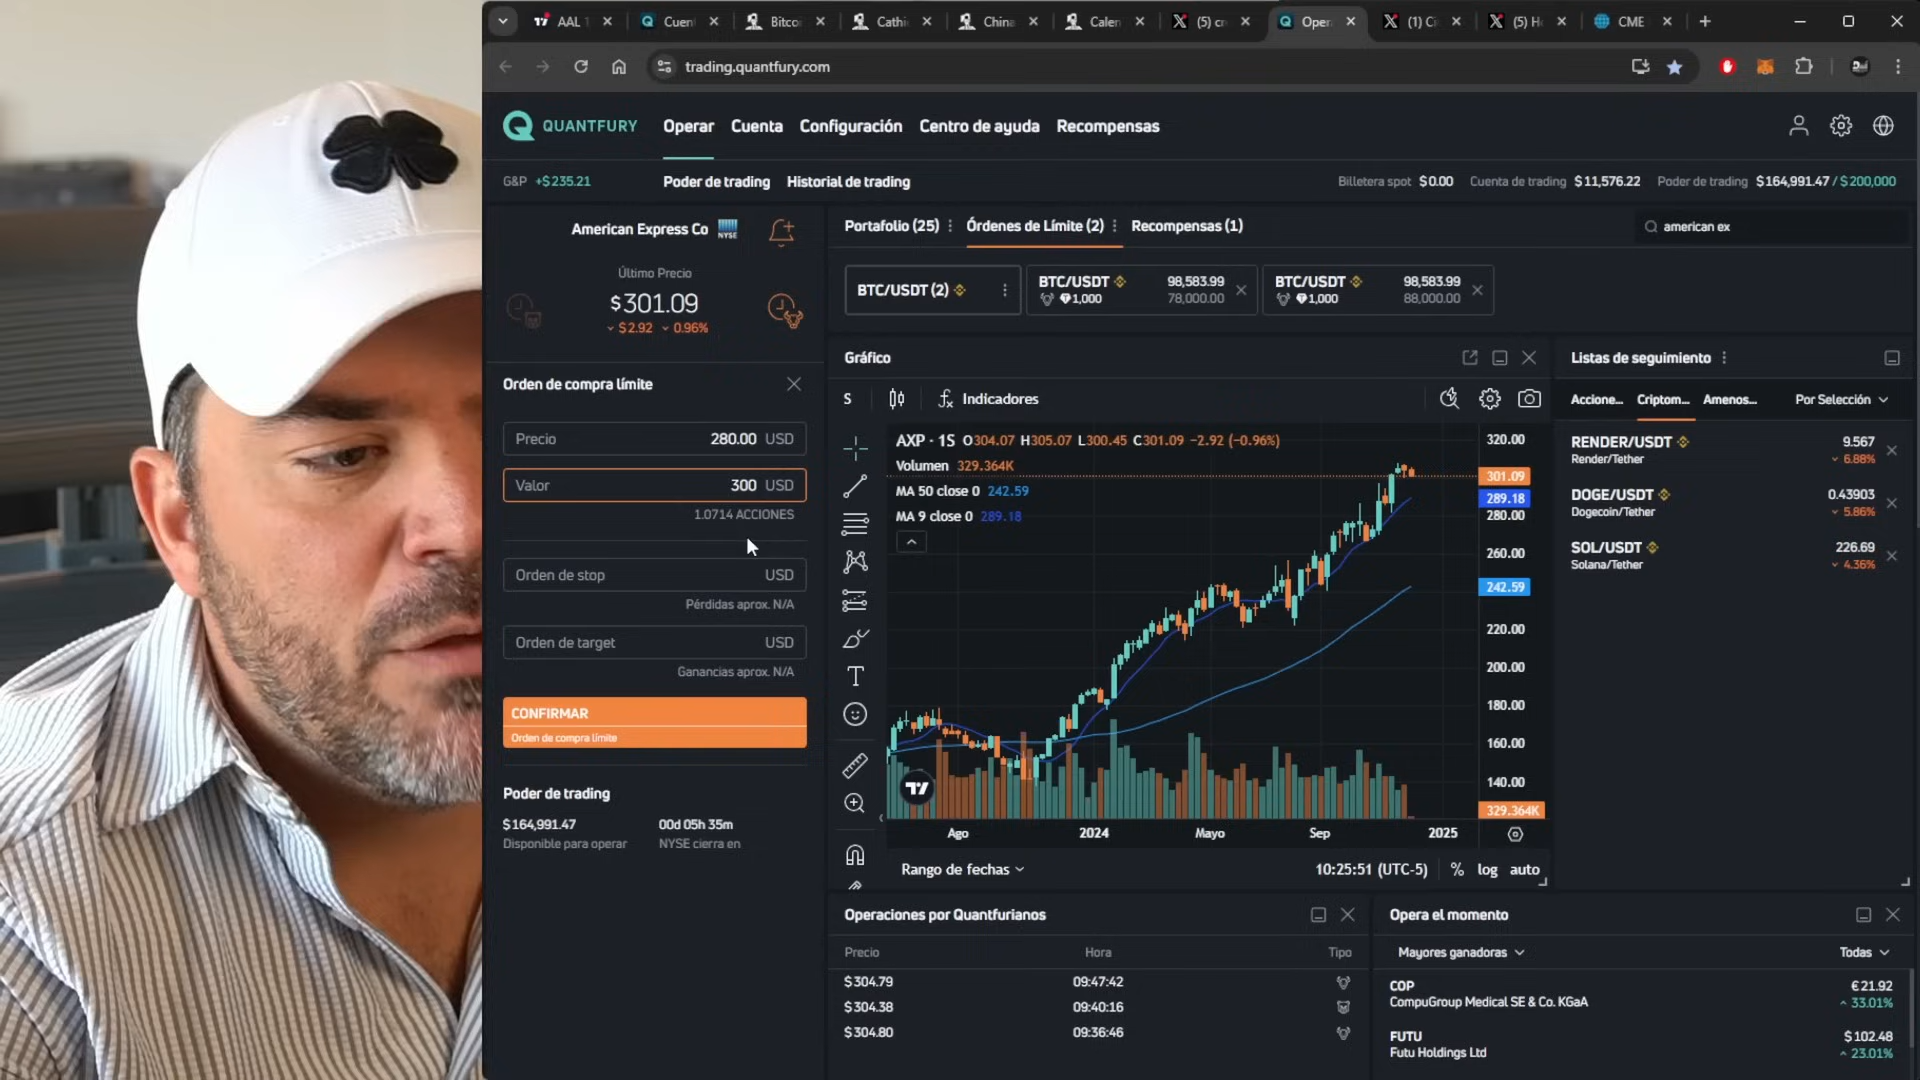 AAL 1
Cuen
Bitco
Cathi
China
Calen
(5) cr
Oper
(1) Ci
(5) H
CME
trading.quantfury.com
QUANTFURY
Operar
Cuenta
Configuración
Centro de ayuda
Recompensas
G&P +$235.21
Poder de trading
Historial de trading
Billetera spot $0.00
Cuenta de trading $11,576.22
Poder de trading $164,991.47 / $200,000
American Express Co
NYSE
Último Precio
$301.09
$2.92 0.96%
Portafolio (25)
Órdenes de Límite (2)
Recompensas (1)
american ex
BTC/USDT (2)
BTC/USDT 98,583.99
1,000 78,000.00
BTC/USDT 98,583.99
1,000 88,000.00
Orden de compra límite
Precio 280.00 USD
Valor 300 USD
1.0714 ACCIONES
Orden de stop USD
Pérdidas aprox. N/A
Orden de target USD
Ganancias aprox. N/A
CONFIRMAR
Orden de compra límite
Poder de trading
$164,991.47 00d 05h 35m
Disponible para operar NYSE cierra en
Gráfico
S
Indicadores
AXP · 1S O304.07 H305.07 L300.45 C301.09 −2.92 (−0.96%)
Volumen 329.364K
MA 50 close 0 242.59
MA 9 close 0 289.18
320.00
301.09
289.18
280.00
260.00
242.59
220.00
200.00
180.00
160.00
140.00
329.364K
Ago 2024 Mayo Sep 2025
Rango de fechas
10:25:51 (UTC-5)
% log auto
Listas de seguimiento
Accione... Criptom... Amenos... Por Selección
RENDER/USDT 9.567
Render/Tether 6.88%
DOGE/USDT 0.43903
Dogecoin/Tether 5.86%
SOL/USDT 226.69
Solana/Tether 4.36%
Operaciones por Quantfurianos
Precio Hora Tipo
$304.79 09:47:42
$304.38 09:40:16
$304.80 09:36:46
Opera el momento
Mayores ganadoras Todas
COP €21.92
CompuGroup Medical SE & Co. KGaA 33.01%
FUTU $102.48
Futu Holdings Ltd 23.01%